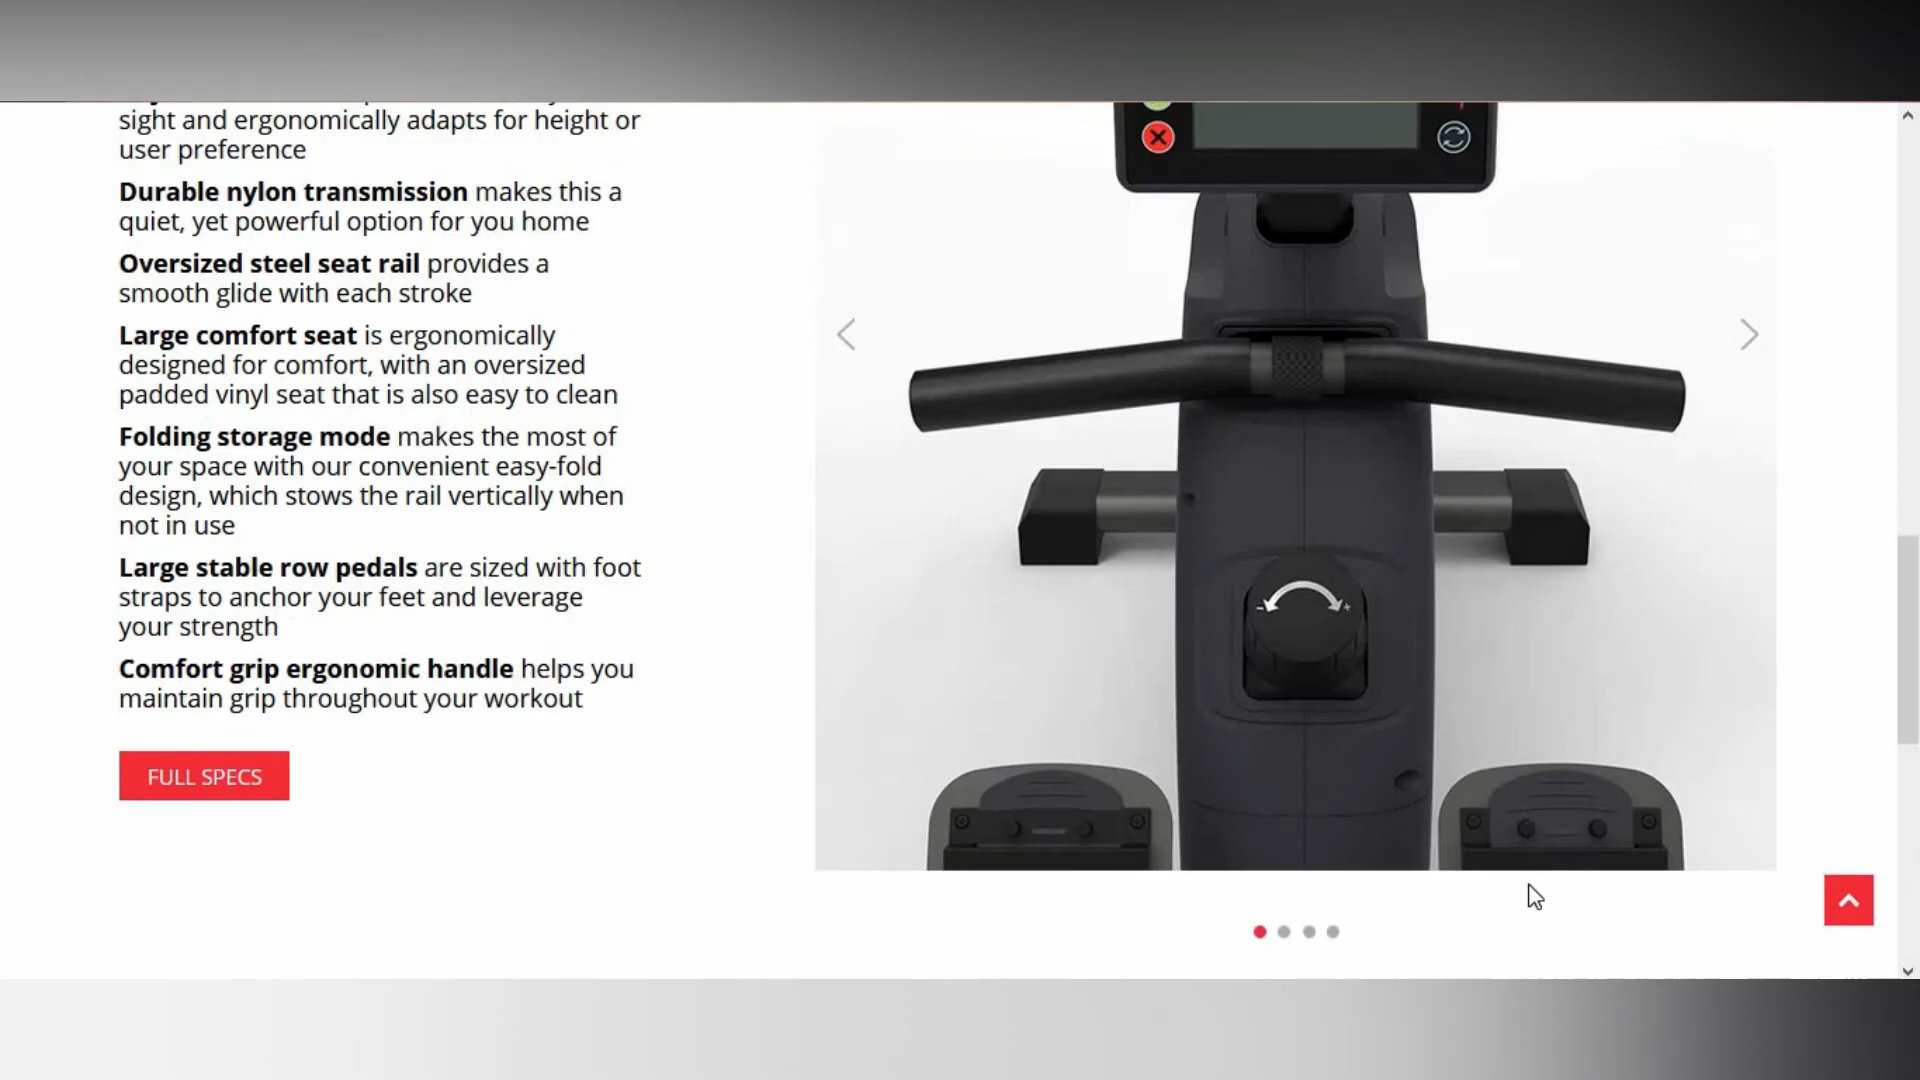 sight and ergonomically adapts for height or
user preference
Durable nylon transmission makes this a
quiet, yet powerful option for you home
Oversized steel seat rail provides a
smooth glide with each stroke
Large comfort seat is ergonomically
designed for comfort, with an oversized
padded vinyl seat that is also easy to clean
Folding storage mode makes the most of
your space with our convenient easy-fold
design, which stows the rail vertically when
not in use
Large stable row pedals are sized with foot
straps to anchor your feet and leverage
your strength
Comfort grip ergonomic handle helps you
maintain grip throughout your workout
FULL SPECS
- +